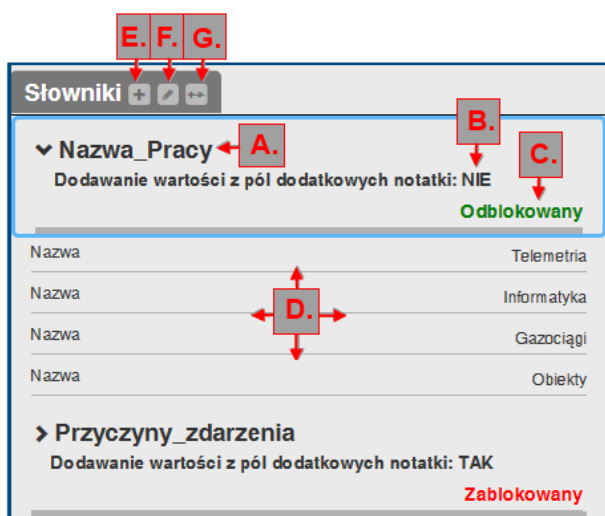 E. F. G.
Słowniki
B.
Nazwa_Pracy A. C.
Dodawanie wartości z pól dodatkowych notatki: NIE
Odblokowany
Nazwa Telemetria
Nazwa Informatyka
D.
Nazwa Gazociągi
Nazwa Obiekty
Przyczyny_zdarzenia
Dodawanie wartości z pól dodatkowych notatki: TAK
Zablokowany